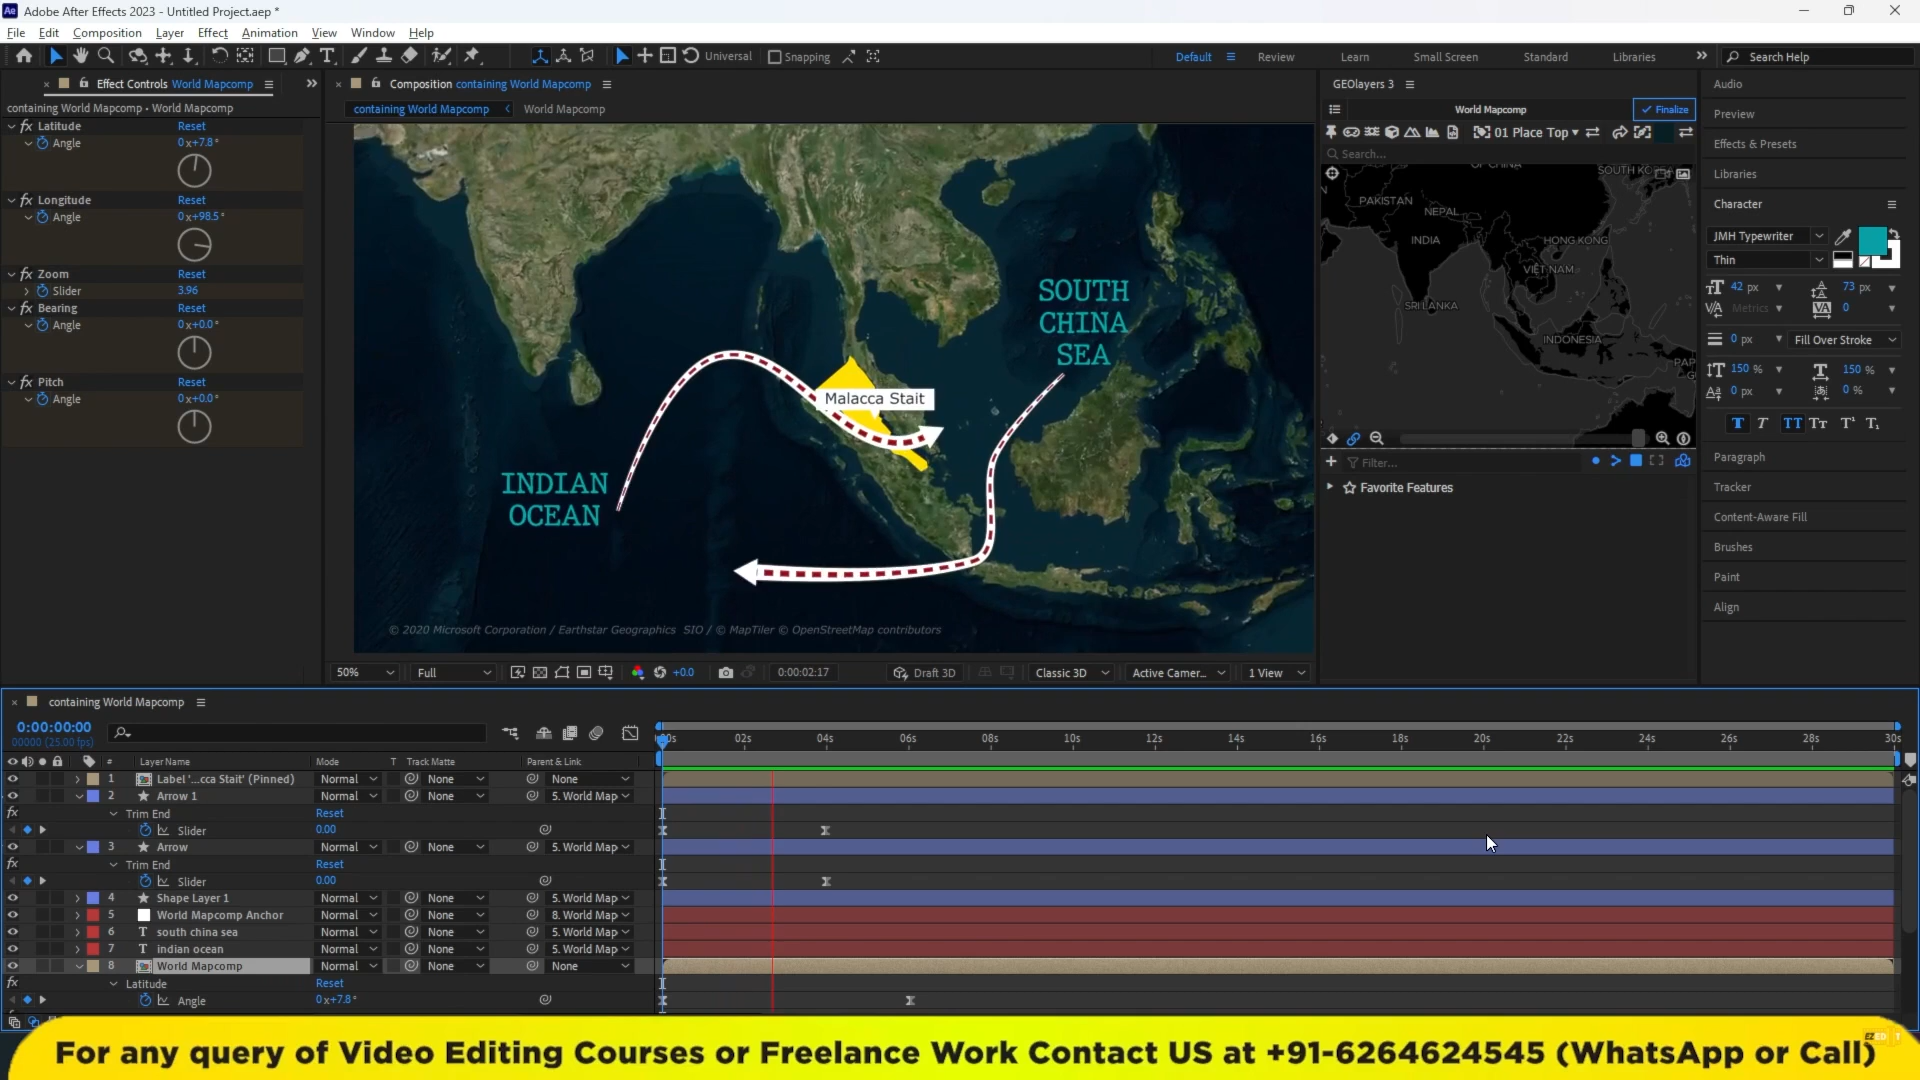 Adobe After Effects 2023 - Untitled Project.aep *
File Edit Composition Layer Effect Animation View Window Help
Universal Snapping Default Review Learn Small Screen Standard Libraries Search Help
Effect Controls World Mapcomp
containing World Mapcomp • World Mapcomp
fx Latitude Reset
Angle 0x+7.8°
fx Longitude Reset
Angle 0x+98.5°
fx Zoom Reset
Slider 3.96
fx Bearing Reset
Angle 0x+0.0°
fx Pitch Reset
Angle 0x+0.0°
Composition containing World Mapcomp
containing World Mapcomp World Mapcomp
SOUTH
CHINA
SEA
Malacca Stait
INDIAN
OCEAN
© 2020 Microsoft Corporation / Earthstar Geographics SIO / © MapTiler © OpenStreetMap contributors
50% Full +0.0 0:00:02:17 Draft 3D Classic 3D Active Camer... 1 View
GEOlayers 3
World Mapcomp Finalize
01 Place Top
Search...
PAKISTAN
NEPAL
INDIA
HONG KONG
VIET NAM
SRI LANKA
INDONESIA
Filter...
Favorite Features
Audio
Preview
Effects & Presets
Libraries
Character
JMH Typewriter
Thin
42 px 73 px
Metrics 0
0 px Fill Over Stroke
150 % 150 %
0 px 0 %
T T TT Tr T¹ T₁
Paragraph
Tracker
Content-Aware Fill
Brushes
Paint
Align
containing World Mapcomp
0:00:00:00
00000 (25.00 fps)
02s 04s 06s 08s 10s 12s 14s 16s 18s 20s 22s 24s 26s 28s 30s
# Layer Name Mode T Track Matte Parent & Link
1 Label '...cca Stait' (Pinned) Normal None None
2 Arrow 1 Normal None 5. World Map
fx Trim End Reset
Slider 0.00
3 Arrow Normal None 5. World Map
fx Trim End Reset
Slider 0.00
4 Shape Layer 1 Normal None 5. World Map
5 World Mapcomp Anchor Normal None 8. World Map
6 T south china sea Normal None 5. World Map
7 T indian ocean Normal None 5. World Map
8 World Mapcomp Normal None None
fx Latitude Reset
Angle 0x+7.8°
For any query of Video Editing Courses or Freelance Work Contact US at +91-6264624545 (WhatsApp or Call)